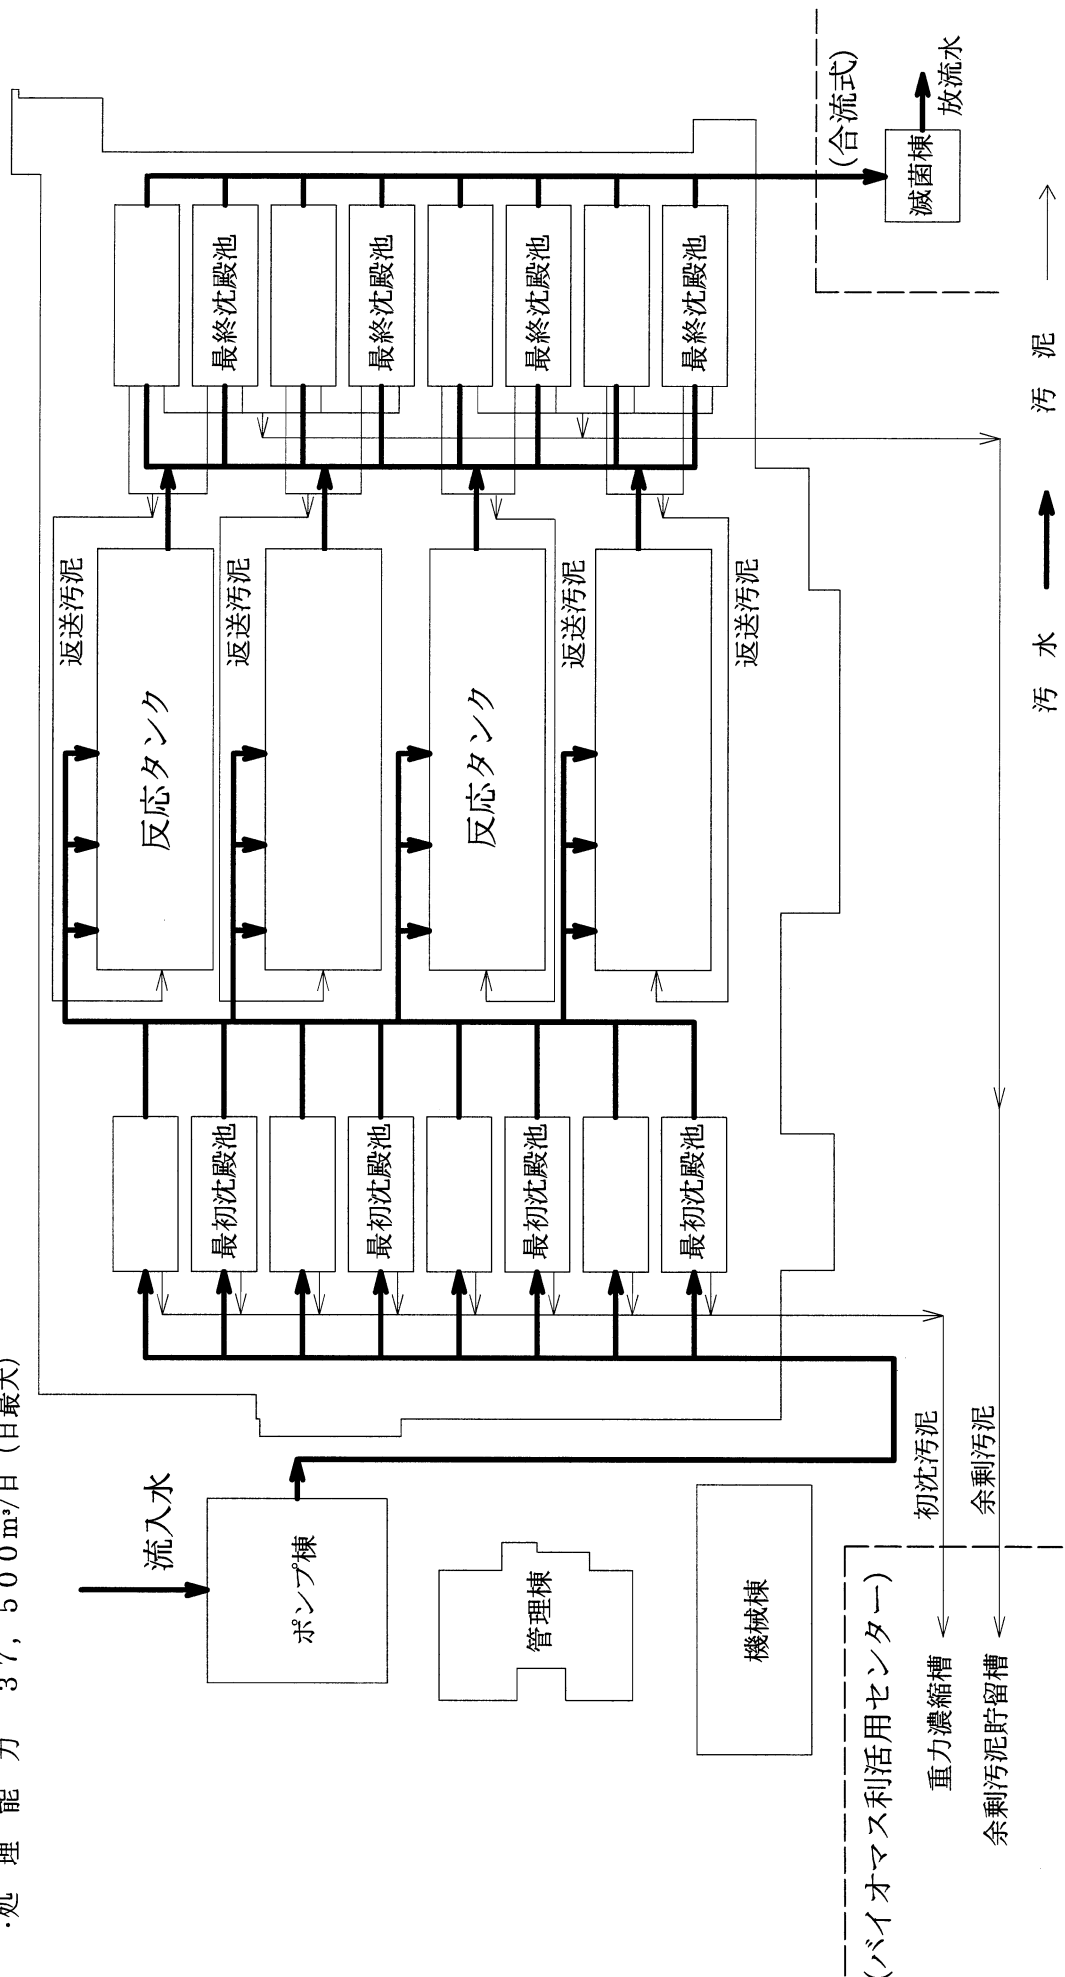 ・処理能力 37,500m³/日(日最大)
流入水
ポンプ棟
管理棟
機械棟
最初沈殿池
最初沈殿池
最初沈殿池
最初沈殿池
返送汚泥
反応タンク
返送汚泥
反応タンク
返送汚泥
返送汚泥
最終沈殿池
最終沈殿池
最終沈殿池
最終沈殿池
(合流式)
滅菌棟
放流水
初沈汚泥
余剰汚泥
(バイオマス利活用センター)
重力濃縮槽
余剰汚泥貯留槽
汚水
汚泥